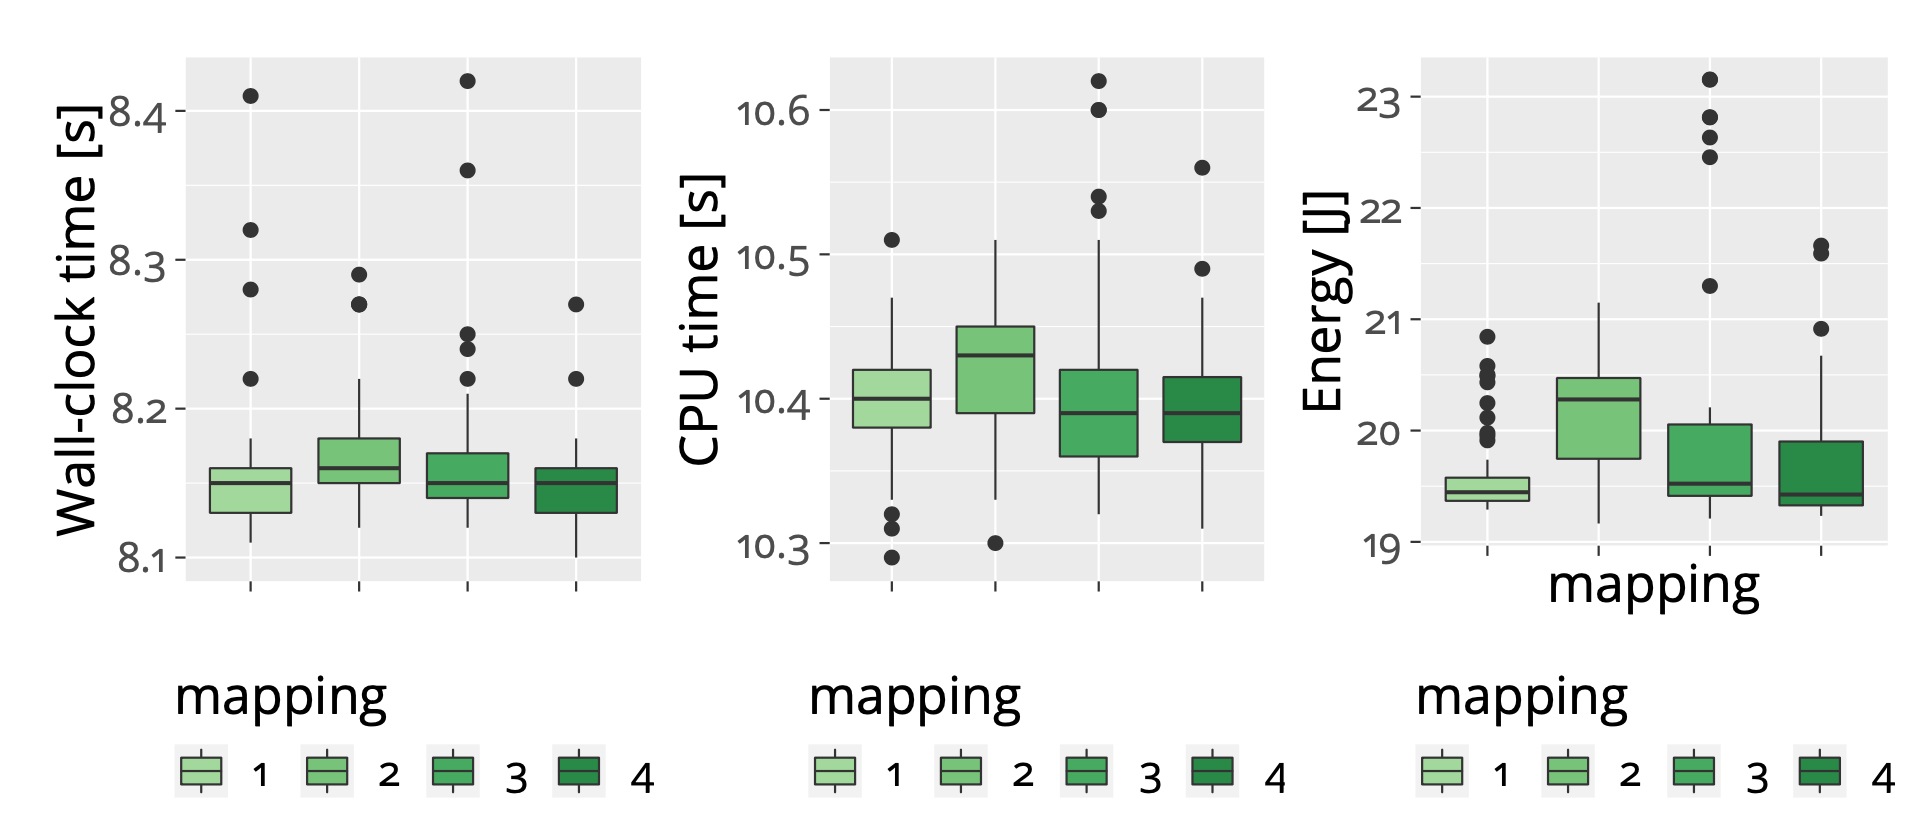 Wall-clock time [s]
8.4
8.3
8.2
8.1
mapping
1 2 3 4
CPU time [s]
10.6
10.5
10.4
10.3
mapping
1 2 3 4
Energy [J]
23
22
21
20
19
mapping
mapping
1 2 3 4